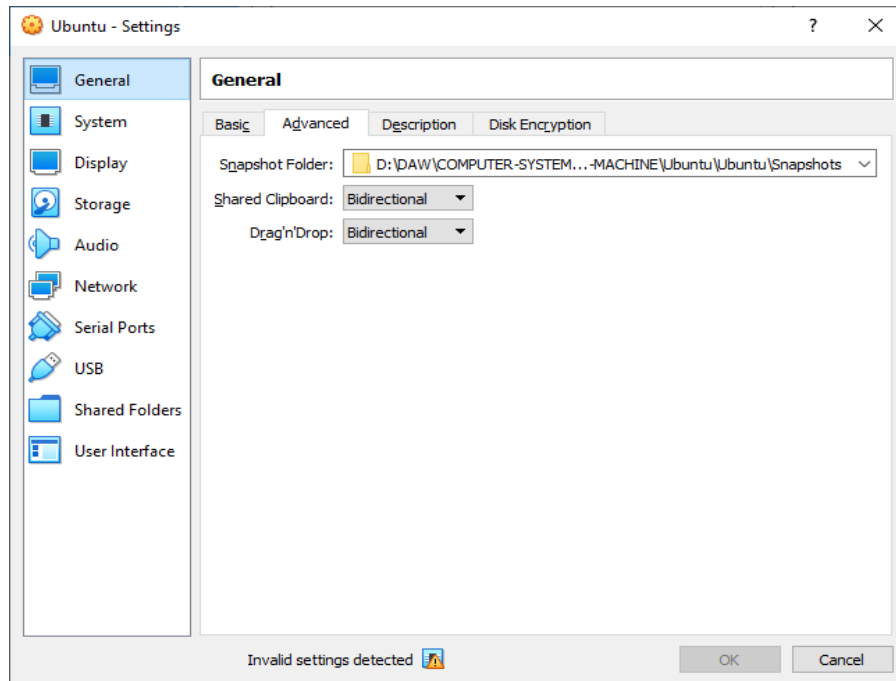 Ubuntu - Settings
?
General
System
Display
Storage
Audio
Network
Serial Ports
USB
Shared Folders
User Interface
General
Basic
Advanced
Description
Disk Encryption
Snapshot Folder: D:\DAW\COMPUTER-SYSTEM...-MACHINE\Ubuntu\Ubuntu\Snapshots
Shared Clipboard: Bidirectional
Drag'n'Drop: Bidirectional
Invalid settings detected
OK
Cancel